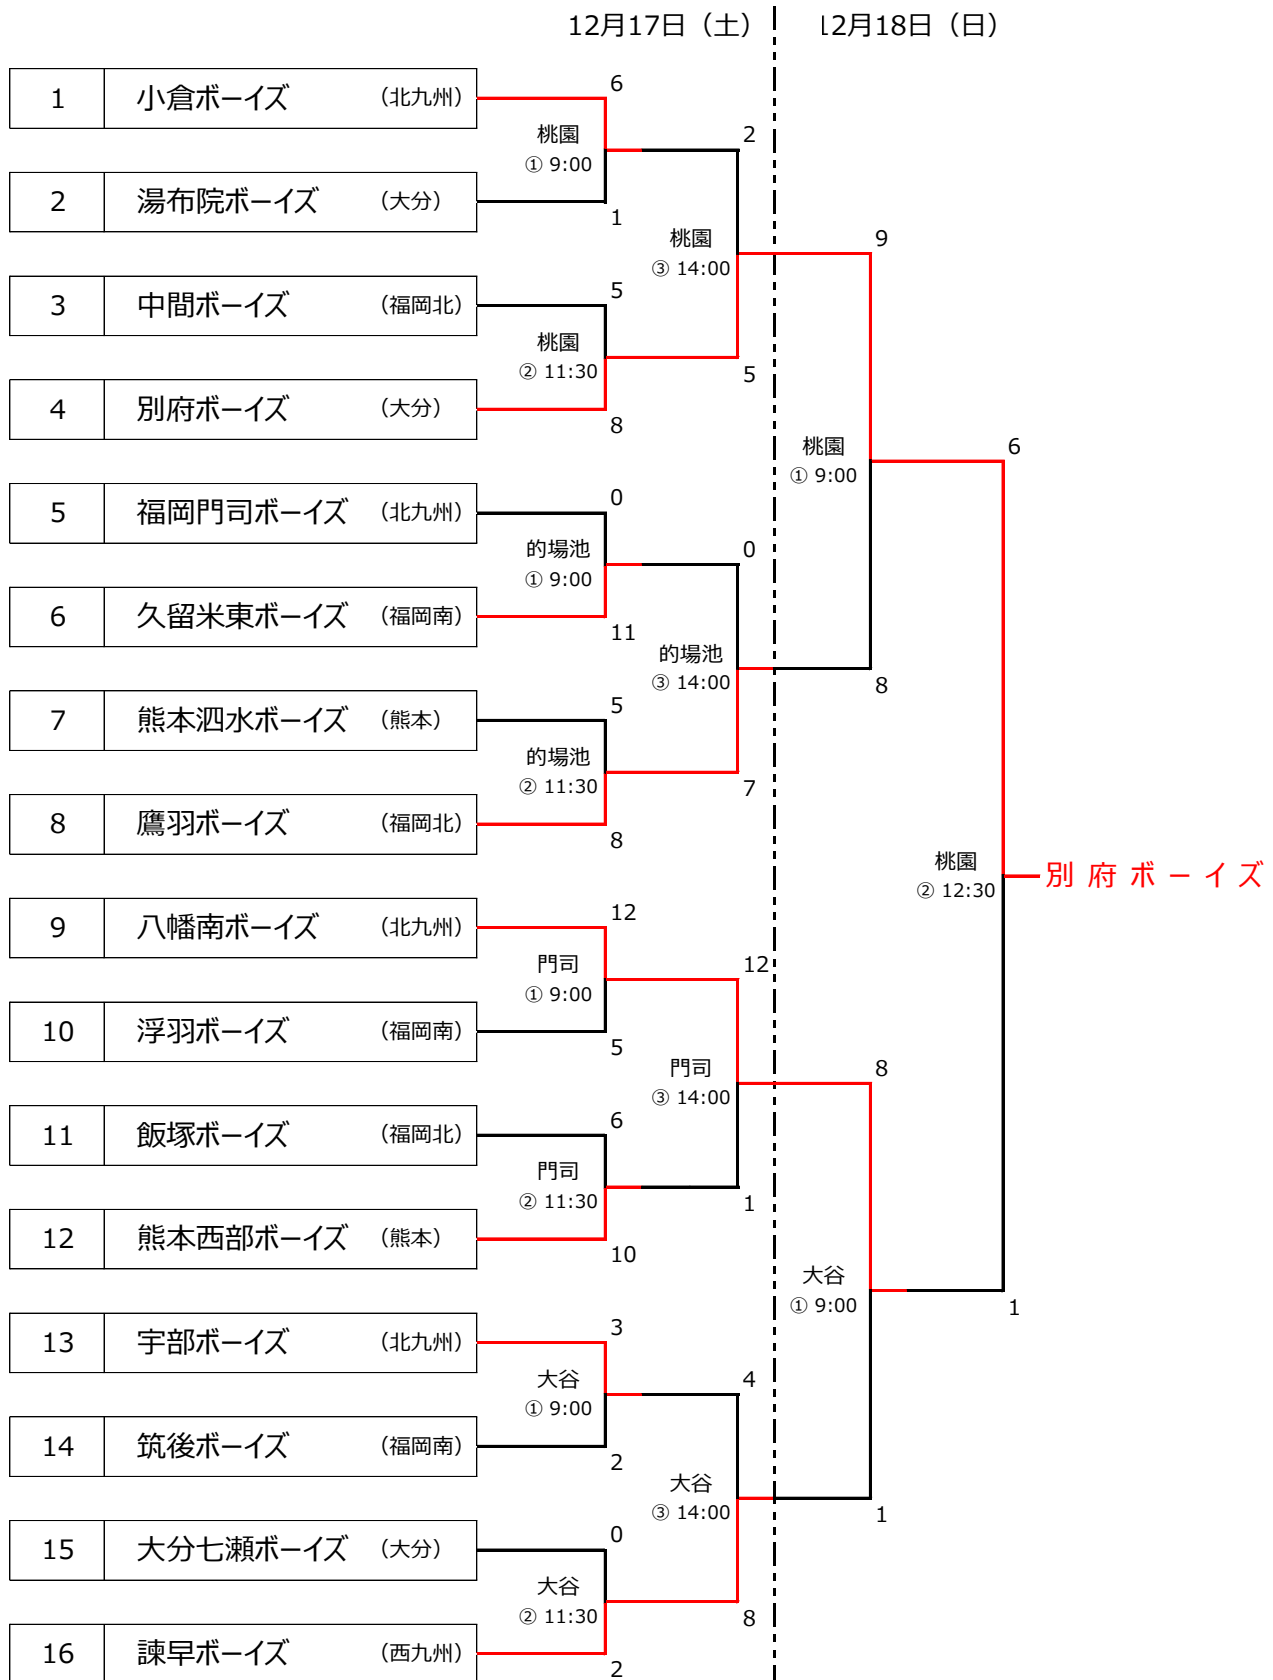 12月17日（土）
12月18日（日）
1 小倉ボーイズ （北九州）
6
桃園
① 9:00
2
2 湯布院ボーイズ （大分）
1
桃園
③ 14:00
9
3 中間ボーイズ （福岡北）
5
桃園
② 11:30
5
4 別府ボーイズ （大分）
8
桃園
① 9:00
6
5 福岡門司ボーイズ （北九州）
0
的場池
① 9:00
0
6 久留米東ボーイズ （福岡南）
11
的場池
③ 14:00
8
7 熊本泗水ボーイズ （熊本）
5
的場池
② 11:30
7
8 鷹羽ボーイズ （福岡北）
8
桃園
② 12:30
別府ボーイズ
9 八幡南ボーイズ （北九州）
12
門司
① 9:00
12
10 浮羽ボーイズ （福岡南）
5
門司
③ 14:00
8
11 飯塚ボーイズ （福岡北）
6
門司
② 11:30
1
12 熊本西部ボーイズ （熊本）
10
大谷
① 9:00
1
13 宇部ボーイズ （北九州）
3
大谷
① 9:00
4
14 筑後ボーイズ （福岡南）
2
大谷
③ 14:00
1
15 大分七瀬ボーイズ （大分）
0
大谷
② 11:30
8
16 諫早ボーイズ （西九州）
2